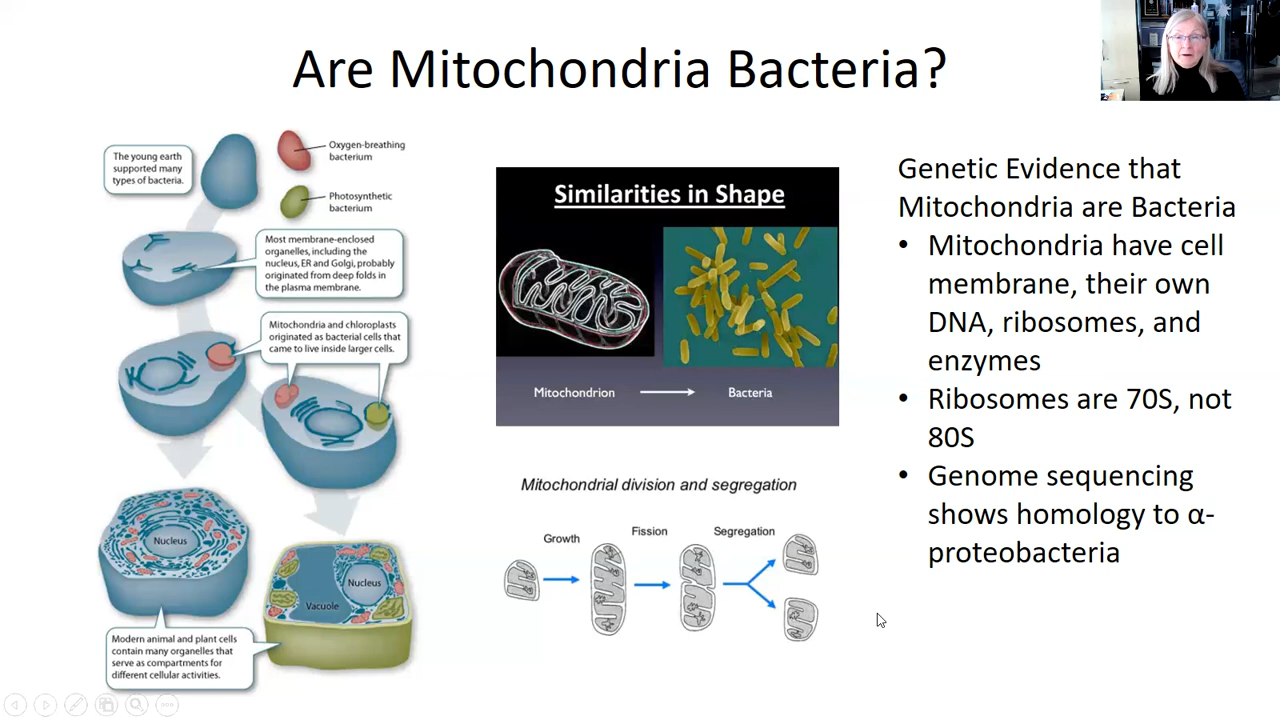 Are Mitochondria Bacteria?
The young earth
supported many
types of bacteria.
Oxygen-breathing
bacterium
Photosynthetic
bacterium
Most membrane-enclosed
organelles, including the
nucleus, ER and Golgi, probably
originated from deep folds in
the plasma membrane.
Mitochondria and chloroplasts
originated as bacterial cells that
came to live inside larger cells.
Nucleus
Nucleus
Vacuole
Modern animal and plant cells
contain many organelles that
serve as compartments for
different cellular activities.
Similarities in Shape
Mitochondrion
Bacteria
Mitochondrial division and segregation
Growth
Fission
Segregation
Genetic Evidence that
Mitochondria are Bacteria
• Mitochondria have cell
membrane, their own
DNA, ribosomes, and
enzymes
• Ribosomes are 70S, not
80S
• Genome sequencing
shows homology to α-
proteobacteria